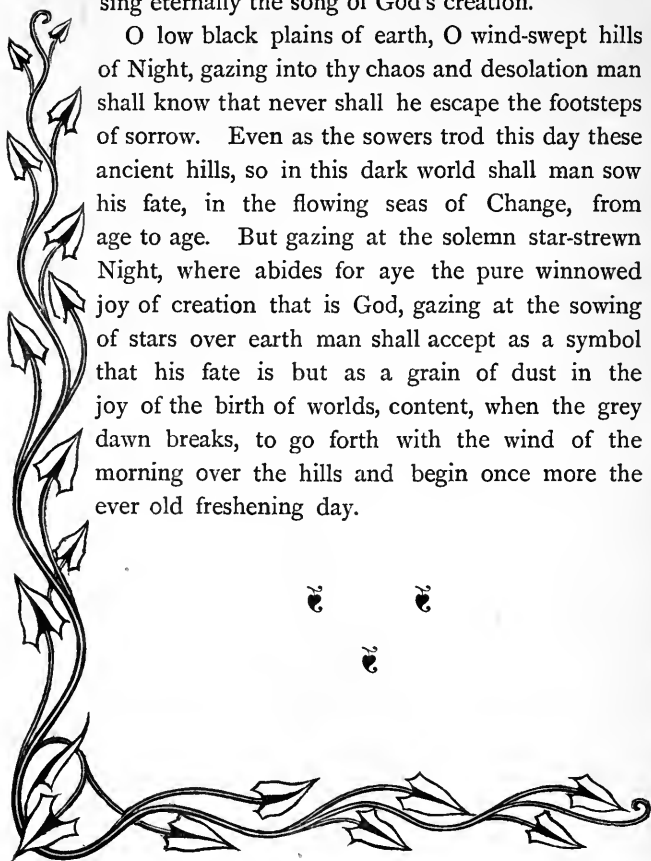 sing eternally the song of God's creation.
O low black plains of earth, O wind-swept hills
of Night, gazing into thy chaos and desolation man
shall know that never shall he escape the footsteps
of sorrow. Even as the sowers trod this day these
ancient hills, so in this dark world shall man sow
his fate, in the flowing seas of Change, from
age to age. But gazing at the solemn star-strewn
Night, where abides for aye the pure winnowed
joy of creation that is God, gazing at the sowing
of stars over earth man shall accept as a symbol
that his fate is but as a grain of dust in the
joy of the birth of worlds, content, when the grey
dawn breaks, to go forth with the wind of the
morning over the hills and begin once more the
ever old freshening day.